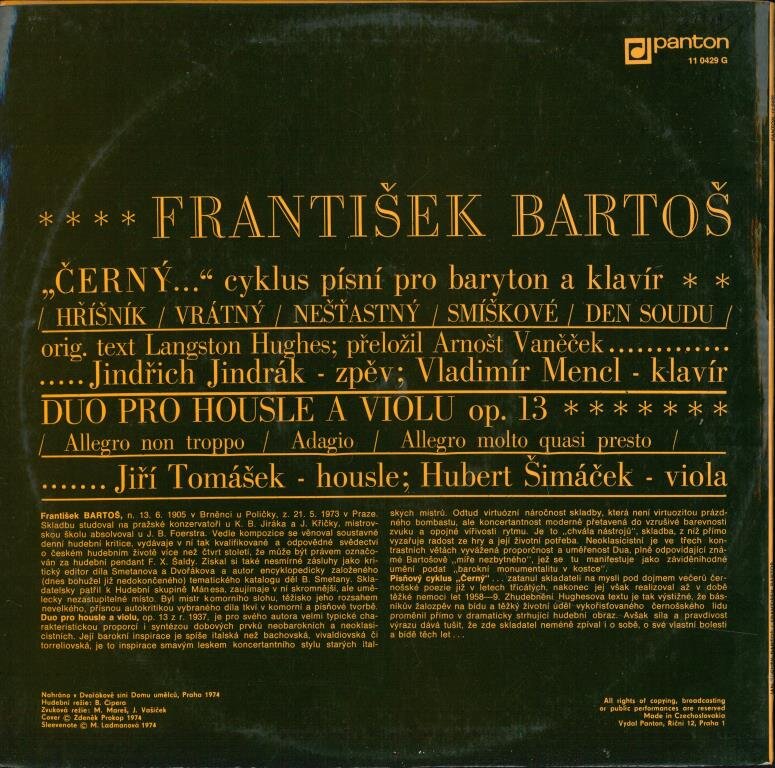 panton
11 0429 G
**** FRANTIŠEK BARTOŠ
„ČERNÝ...“ cyklus písní pro baryton a klavír * *
/ HŘÍŠNÍK / VRÁTNÝ / NEŠŤASTNÝ / SMÍŠKOVÉ / DEN SOUDU /
orig. text Langston Hughes; přeložil Arnošt Vaněček.............
.....Jindřich Jindrák - zpěv; Vladimír Mencl - klavír
DUO PRO HOUSLE A VIOLU op. 13 *******
/ Allegro non troppo / Adagio / Allegro molto quasi presto /
.......Jiří Tomášek - housle; Hubert Šimáček - viola
František BARTOŠ, n. 13. 6. 1905 v Brněnci u Poličky, z. 21. 5. 1973 v Praze.
Skladbu studoval na pražské konzervatoři u K. B. Jiráka a J. Křičky, mistrov-
skou školu absolvoval u J. B. Foerstra. Vedle kompozice se věnoval soustavné
denní hudební kritice, vydávaje v ní tak kvalifikované a odpovědné svědectví
o českém hudebním životě více než čtvrt století, že může být právem označo-
ván za hudební pendant F. X. Šaldy. Získal si také nesmírné zásluhy jako kri-
tický editor díla Smetanova a Dvořákova a autor encyklopedicky založeného
(dnes bohužel již nedokončeného) tematického katalogu děl B. Smetany. Skla-
datelsky patřil k Hudební skupině Mánesa, zaujímaje v ní skromnější, ale umě-
lecky nezastupitelné místo. Byl mistr komorního slohu, těžisko jeho rozsahem
nevelkého, přísnou autokritikou vybraného díla tkví v komorní a písňové tvorbě.
Duo pro housle a violu, op. 13 z r. 1937, je pro svého autora velmi typické cha-
rakteristickou proporcí i syntézou dobových prvků neobarokních a neoklasi-
cistních. Její barokní inspirace je spíše italská než bachovská, vivaldiovská či
torreliovská, je to inspirace smavým leskem koncertantního stylu starých ital-
ských mistrů. Odtud virtuózní náročnost skladby, která není virtuozitou prázd-
ného bombastu, ale koncertantnost moderně přetavená do vzrušivé barevnosti
zvuku a opojné vířivosti rytmu. Je to „chvála nástrojů“, skladba, z níž přímo
vyzařuje radost ze hry a její životní potřeba. Neoklasicistní je ve třech kon-
trastních větách vyvážená proporčnost a uměřenost Dua, plně odpovídající zná-
mé Bartošově „míře nezbytného“, jež se tu manifestuje jako záviděníhodné
umění podat „barokní monumentalitu v kostce“.
Písňový cyklus „Černý“ . . . zatanul skladateli na mysli pod dojmem večerů čer-
nošské poezie již v letech třicátých, nakonec jej však realizoval až v době
těžké nemoci let 1958—9. Zhudebnění Hughesova textu je tak výstižné, že bás-
níkův žalozpěv na bídu a těžký životní úděl vykořisťovaného černošského lidu
proměnil přímo v dramaticky strhující hudební obraz. Avšak síla a pravdivost
výrazu dává tušit, že zde skladatel neméně zpíval i o sobě, o své vlastní bolesti
a bídě těch let . . .
Nahráno v Dvořákově síni Domu umělců, Praha 1974
Hudební režie: B. Čipera
Zvuková režie: M. Mareš, J. Vašíček
Cover © Zdeněk Prokop 1974
Sleevenote © M. Ladmanová 1974
All rights of copying, broadcasting
or public performances are reserved
Made in Czechoslovakia
Vydal Panton, Říční 12, Praha 1